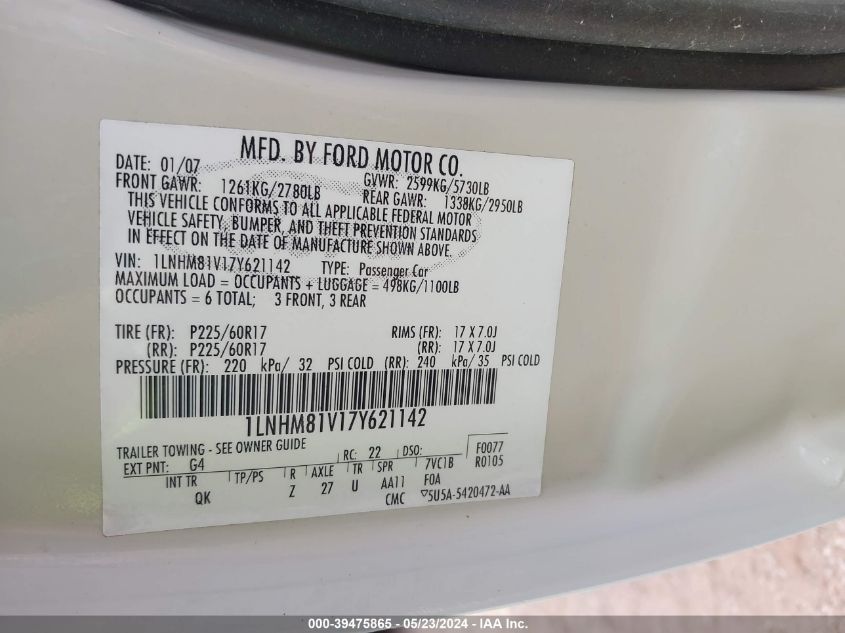 MFD. BY FORD MOTOR CO.
DATE: 01/07 GVWR: 2599KG/5730LB
FRONT GAWR: 1261KG/2780LB REAR GAWR: 1338KG/2950LB
THIS VEHICLE CONFORMS TO ALL APPLICABLE FEDERAL MOTOR
VEHICLE SAFETY, BUMPER, AND THEFT PREVENTION STANDARDS
IN EFFECT ON THE DATE OF MANUFACTURE SHOWN ABOVE.
VIN: 1LNHM81V17Y621142 TYPE: Passenger Car
MAXIMUM LOAD = OCCUPANTS + LUGGAGE = 498KG/1100LB
OCCUPANTS = 6 TOTAL; 3 FRONT, 3 REAR
TIRE (FR): P225/60R17 RIMS (FR): 17 X 7.0J
(RR): P225/60R17 (RR): 17 X 7.0J
PRESSURE (FR): 220 kPa/ 32 PSI COLD (RR): 240 kPa/ 35 PSI COLD
1LNHM81V17Y621142
TRAILER TOWING - SEE OWNER GUIDE F0077
EXT PNT: G4 RC: 22 DSO: R0105
INT TR TP/PS R AXLE TR SPR 7VC1B
QK Z 27 U AA11 FOA
CMC ▽5U5A-5420472-AA
000-39475865 - 05/23/2024 - IAAI - IAA Inc.